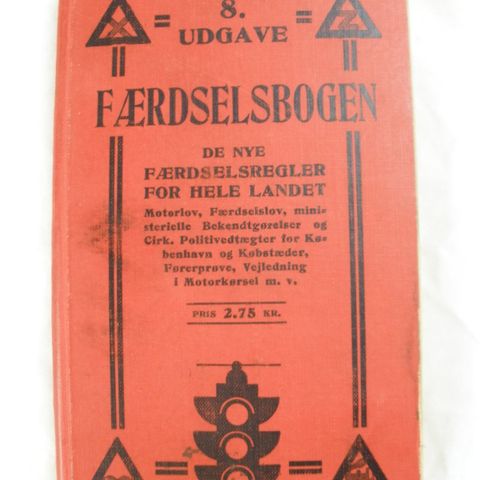 8.
UDGAVE
FÆRDSELSBOGEN
DE NYE
FÆRDSELSREGLER
FOR HELE LANDET
Motorlov, Færdselslov, mini-
sterielle Bekendtgørelser og
Cirk. Politivedtægter for Kø-
benhavn og Købstæder,
Førerprøve, Vejledning
i Motorkørsel m. v.
PRIS 2.75 KR.